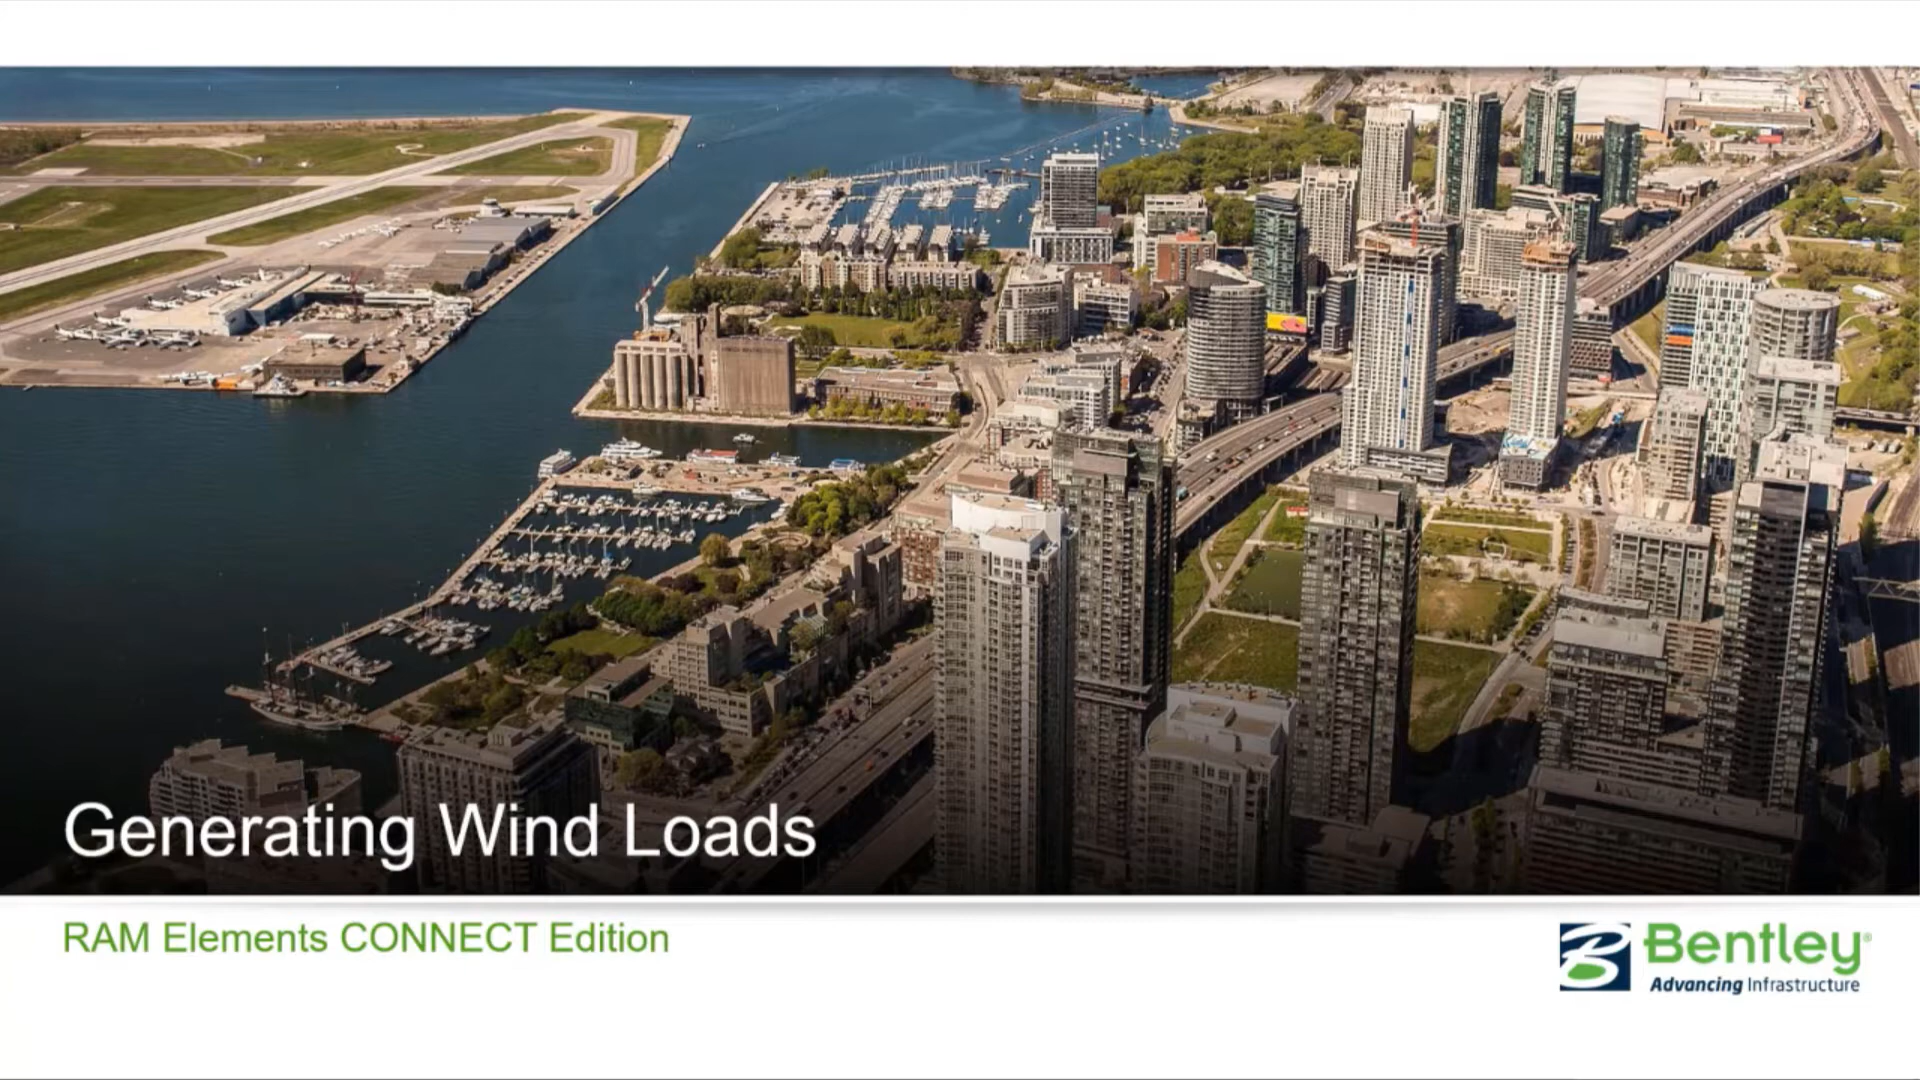 Generating Wind Loads
RAM Elements CONNECT Edition
Bentley®
Advancing Infrastructure